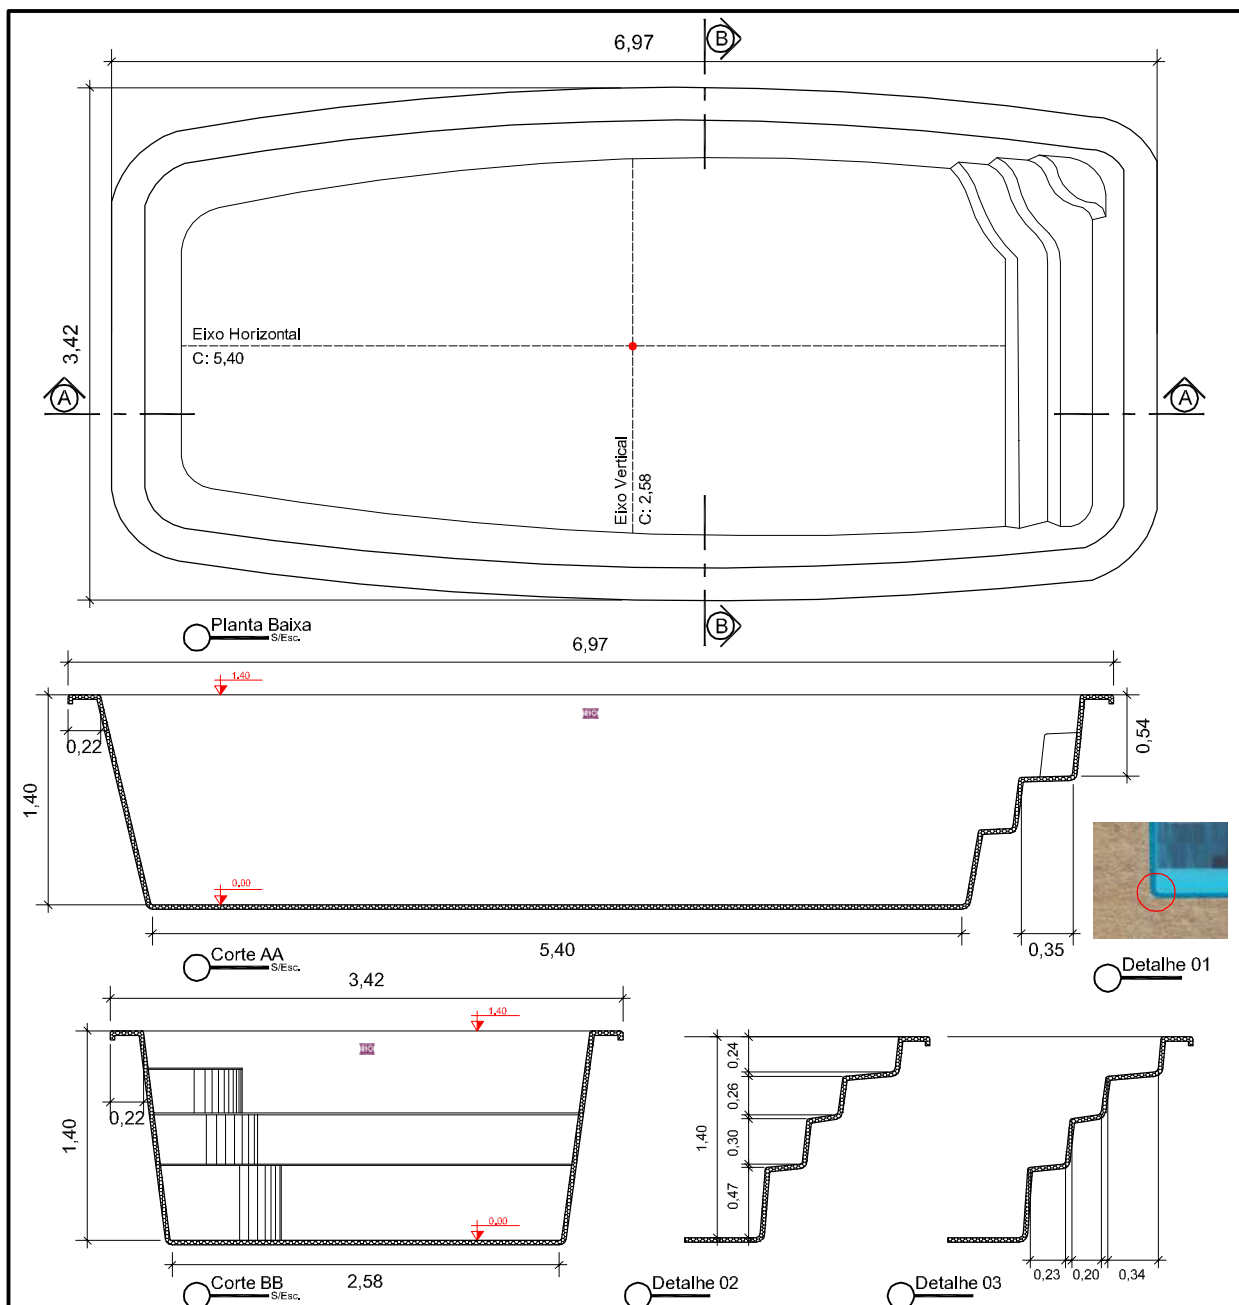 6,97
B
3,42
Eixo Horizontal
C: 5,40
A
A
Eixo Vertical
C: 2,58
B
Planta Baixa
S/Esc.
6,97
1.40
0,22
0,54
1,40
0.00
5,40
0,35
Corte AA
S/Esc.
Detalhe 01
3,42
1.40
0,22
1,40
0.00
2,58
Corte BB
S/Esc.
0,24
0,26
0,30
0,47
1,40
Detalhe 02
0,23
0,20
0,34
Detalhe 03